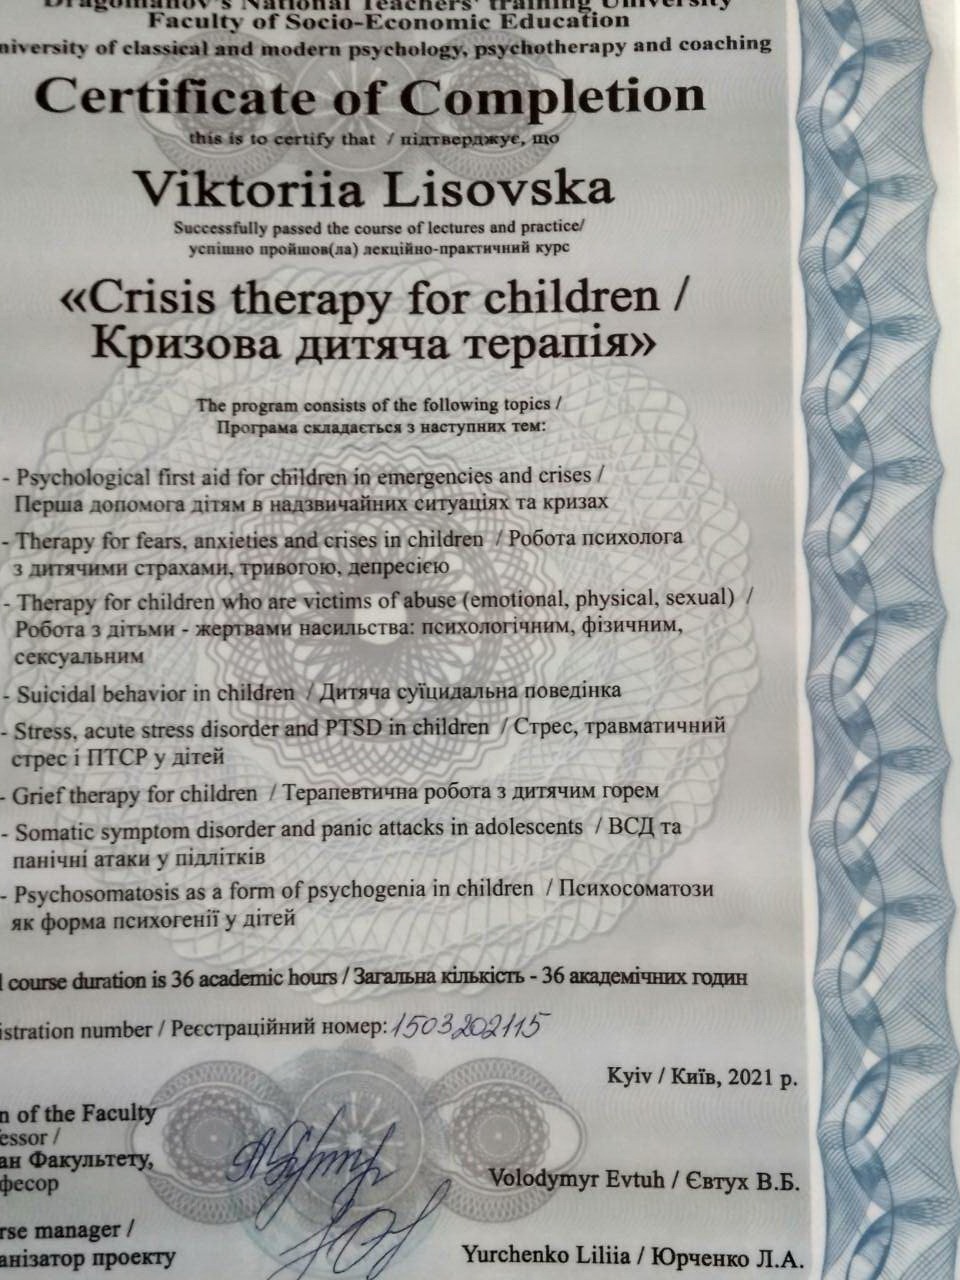 Dragomanov's National Teachers' training University
Faculty of Socio-Economic Education
niversity of classical and modern psychology, psychotherapy and coaching
Certificate of Completion
this is to certify that / підтверджує, що
Viktoriia Lisovska
Successfully passed the course of lectures and practice/
успішно пройшов(ла) лекційно-практичний курс
«Crisis therapy for children /
Кризова дитяча терапія»
The program consists of the following topics /
Програма складається з наступних тем:
- Psychological first aid for children in emergencies and crises /
Перша допомога дітям в надзвичайних ситуаціях та кризах
- Therapy for fears, anxieties and crises in children / Робота психолога
з дитячими страхами, тривогою, депресією
- Therapy for children who are victims of abuse (emotional, physical, sexual) /
Робота з дітьми - жертвами насильства: психологічним, фізичним,
сексуальним
- Suicidal behavior in children / Дитяча суїцидальна поведінка
- Stress, acute stress disorder and PTSD in children / Стрес, травматичний
стрес і ПТСР у дітей
- Grief therapy for children / Терапевтична робота з дитячим горем
- Somatic symptom disorder and panic attacks in adolescents / ВСД та
панічні атаки у підлітків
- Psychosomatosis as a form of psychogenia in children / Психосоматози
як форма психогенії у дітей
l course duration is 36 academic hours / Загальна кількість - 36 академічних годин
istration number / Реєстраційний номер: 1503202115
Kyiv / Київ, 2021 р.
n of the Faculty
essor /
ан Факультету,
фесор
Volodymyr Evtuh / Євтух В.Б.
rse manager /
анізатор проекту
Yurchenko Liliia / Юрченко Л.А.